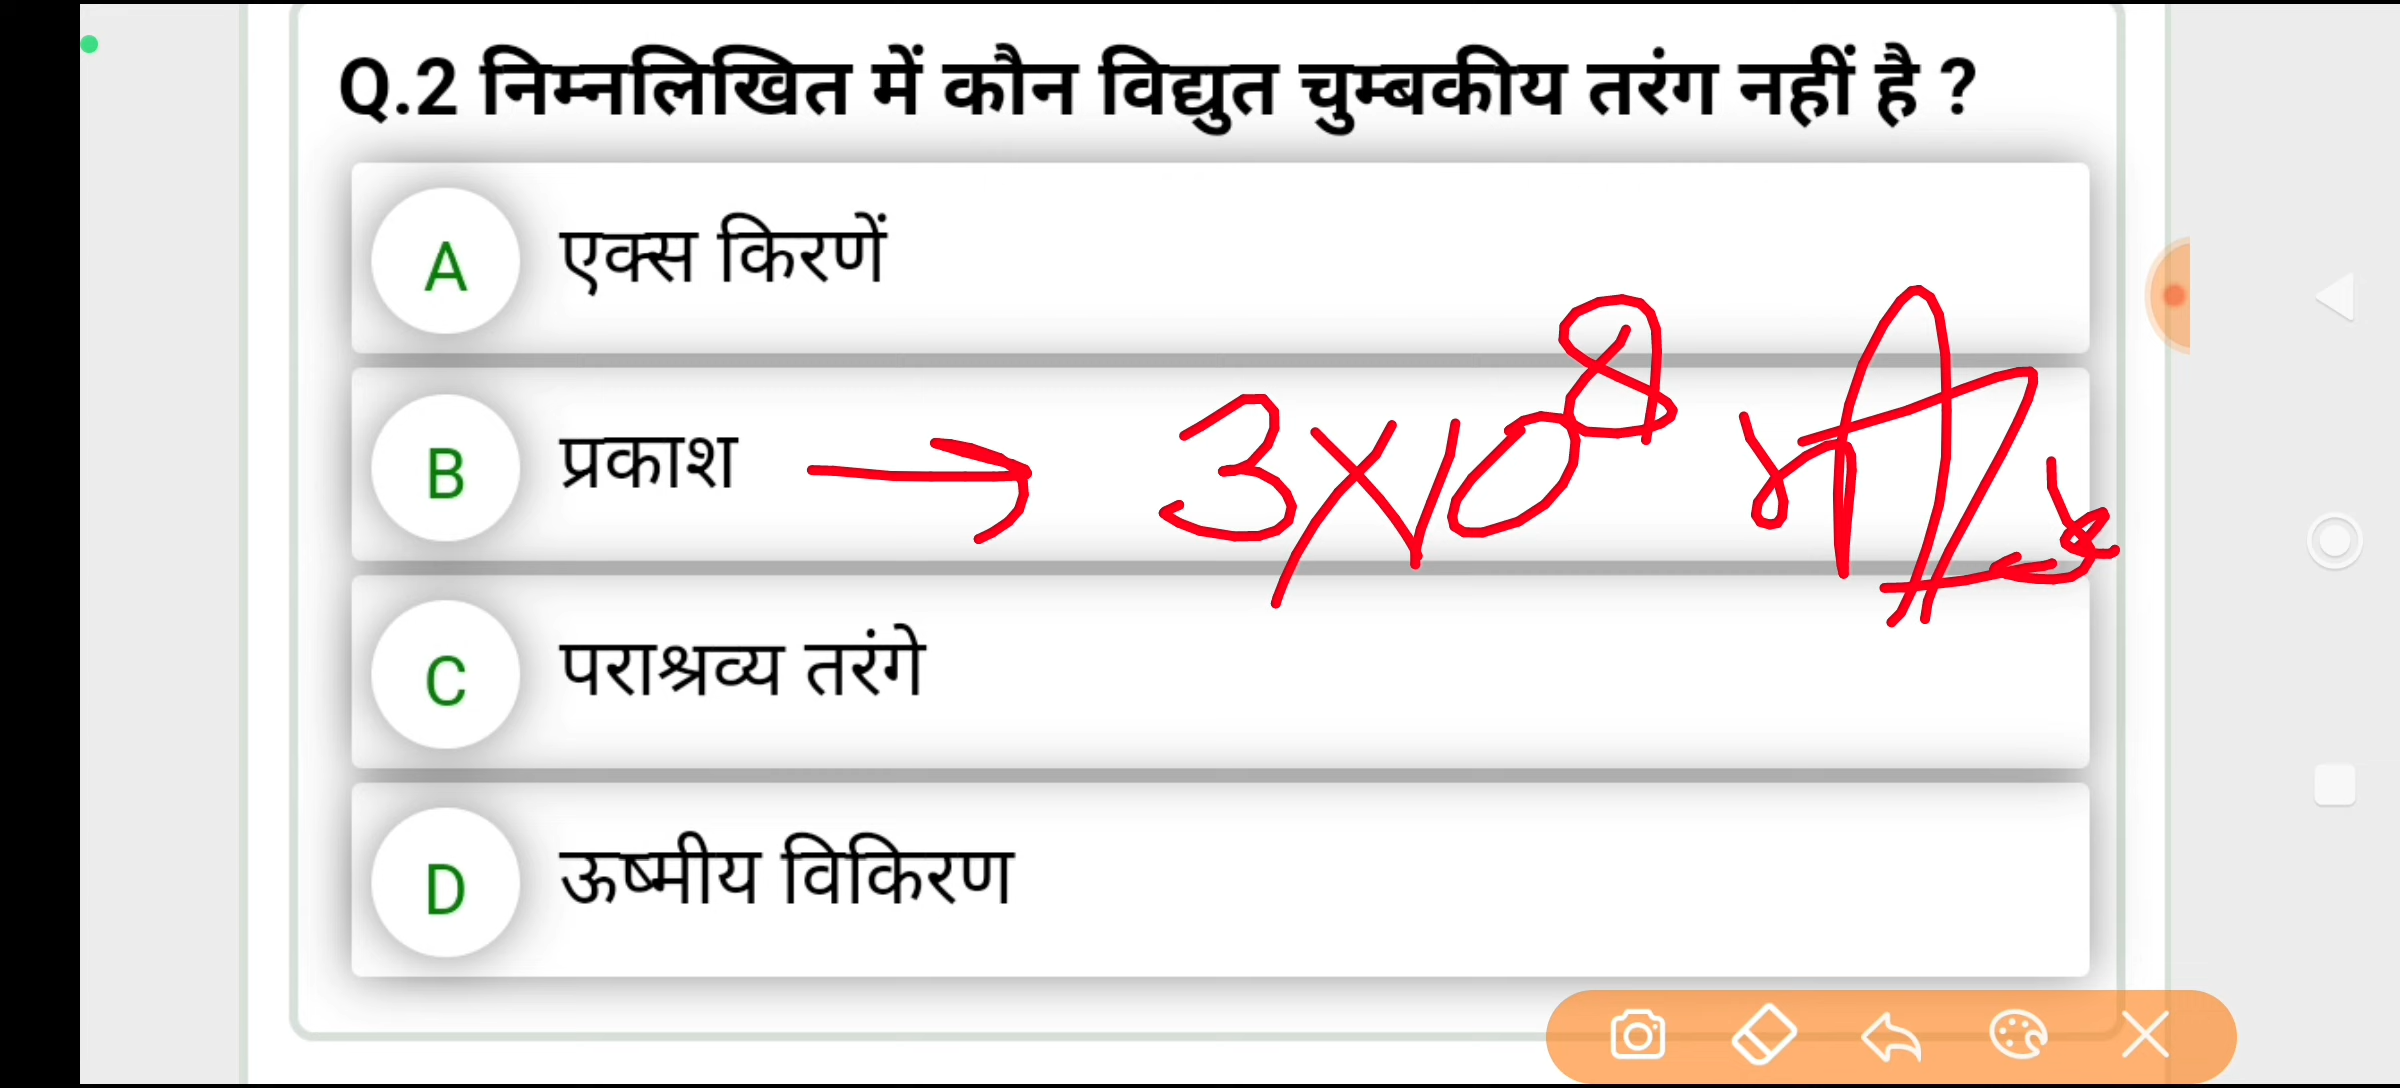 Q.2 निम्नलिखित में कौन विद्युत चुम्बकीय तरंग नहीं है ?
A एक्स किरणें
B प्रकाश → 3×10⁸ m/s
C पराश्रव्य तरंगे
D ऊष्मीय विकिरण